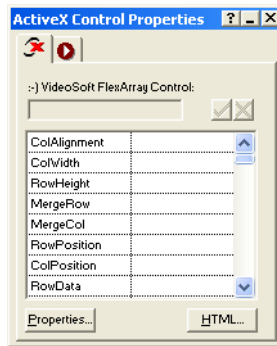 ActiveX Control Properties
:-) VideoSoft FlexArray Control:
ColAlignment
ColWidth
RowHeight
MergeRow
MergeCol
RowPosition
ColPosition
RowData
Properties... HTML...